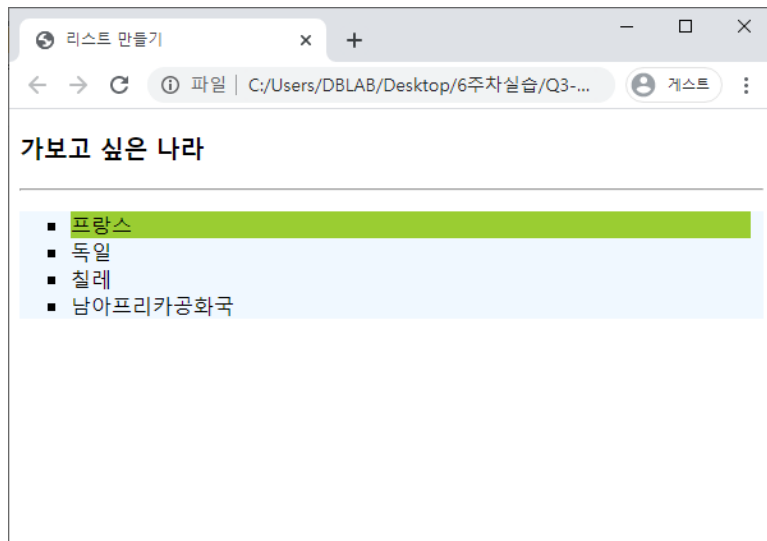 리스트 만들기
파일 C:/Users/DBLAB/Desktop/6주차실습/Q3-... 게스트
가보고 싶은 나라
프랑스
독일
칠레
남아프리카공화국